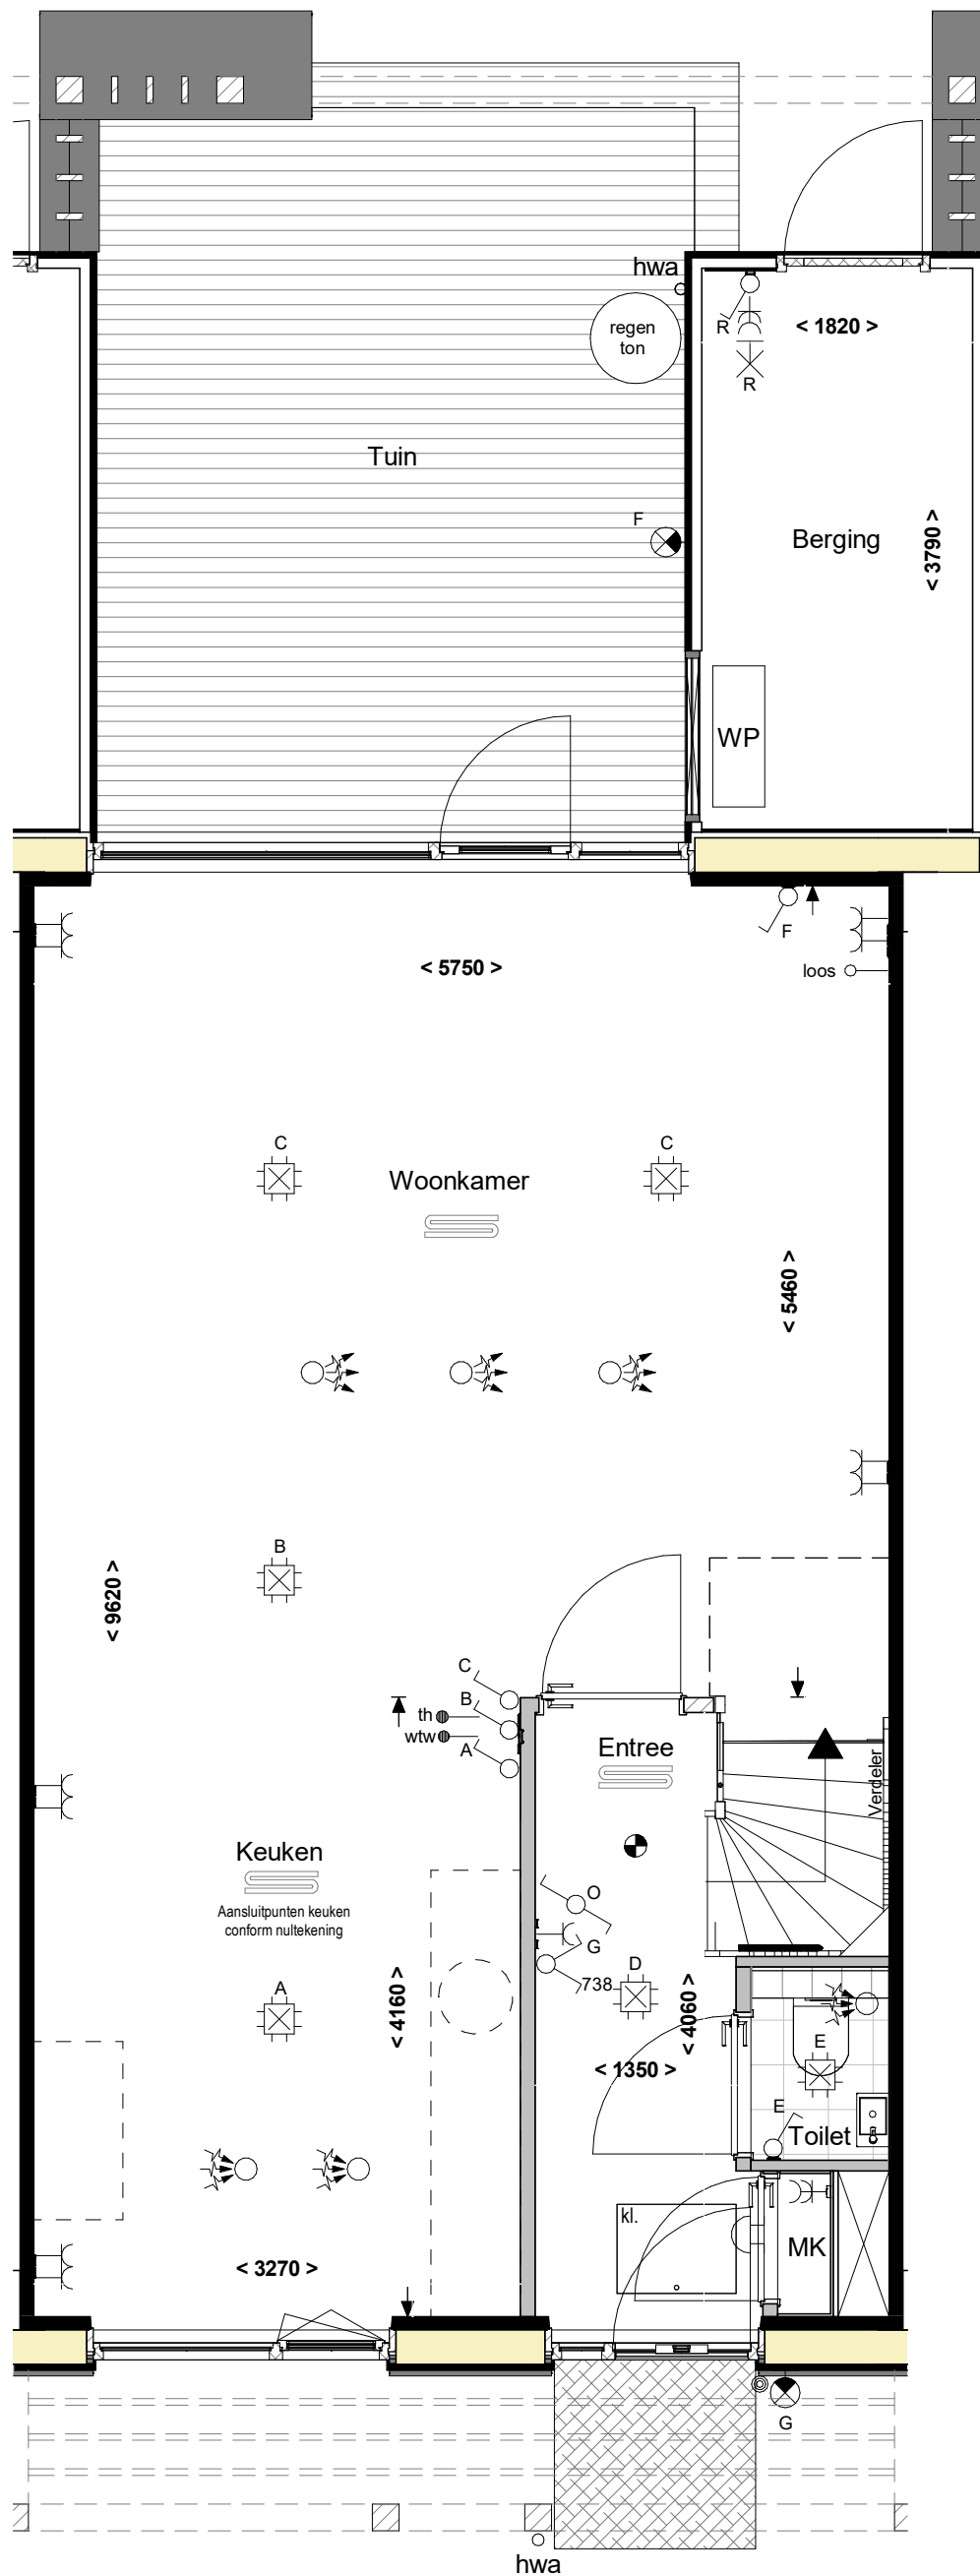 hwa
regen
ton
R
< 1820 >
R
Tuin
F
Berging
< 3790 >
WP
F
< 5750 >
loos
C
C
Woonkamer
< 5460 >
B
< 9620 >
C
B
th
wtw
A
Entree
Verdeler
Keuken
Aansluitpunten keuken
conform nultekening
O
G
738
D
A
< 4160 >
< 4060 >
E
< 1350 >
E
Toilet
kl.
MK
< 3270 >
G
hwa